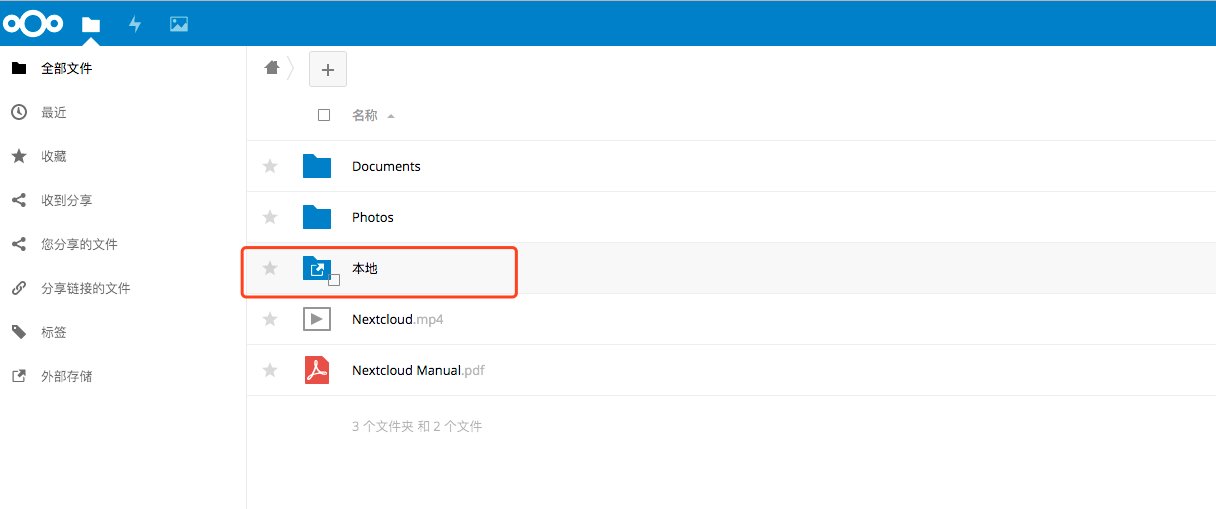 全部文件
最近
收藏
收到分享
您分享的文件
分享链接的文件
标签
外部存储
名称
Documents
Photos
本地
Nextcloud.mp4
Nextcloud Manual.pdf
3 个文件夹 和 2 个文件